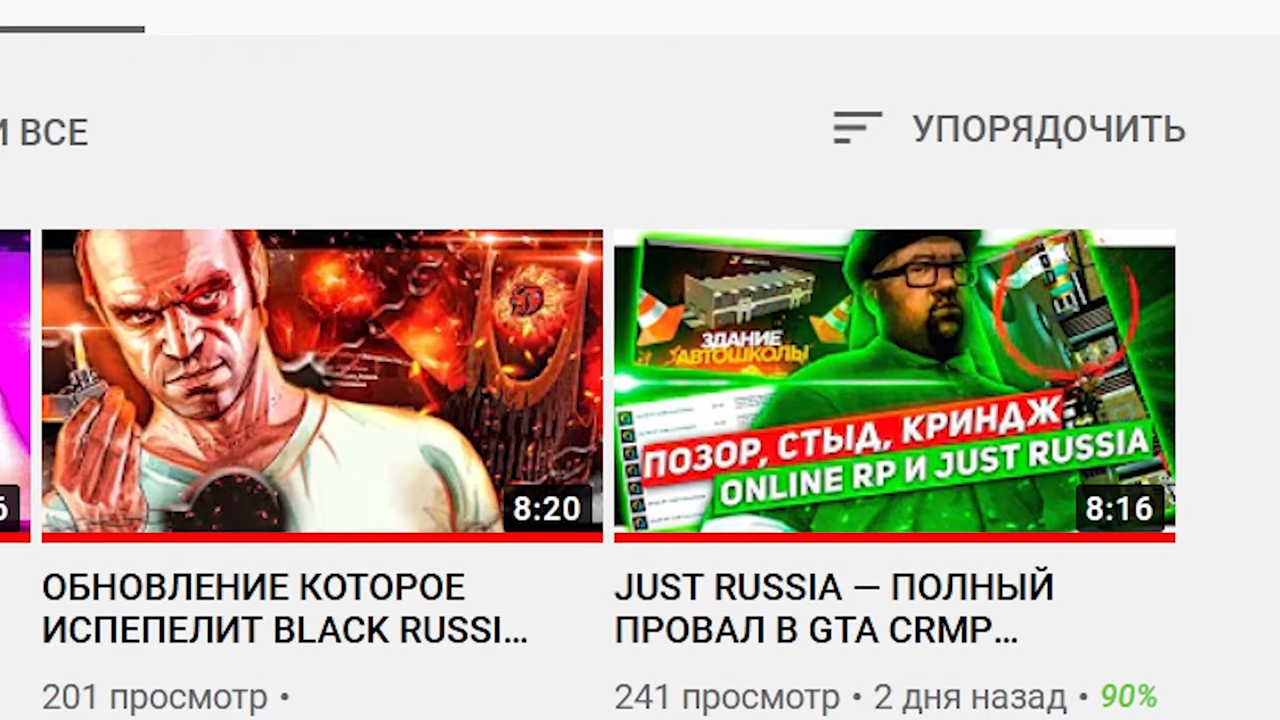 И ВСЕ
УПОРЯДОЧИТЬ
ЗДАНИЕ
АВТОШКОЛЫ
ПОЗОР, СТЫД, КРИНДЖ
ONLINE RP И JUST RUSSIA
8:20
8:16
ОБНОВЛЕНИЕ КОТОРОЕ
ИСПЕПЕЛИТ BLACK RUSSI...
JUST RUSSIA — ПОЛНЫЙ
ПРОВАЛ В GTA CRMP...
201 просмотр •
241 просмотр • 2 дня назад • 90%